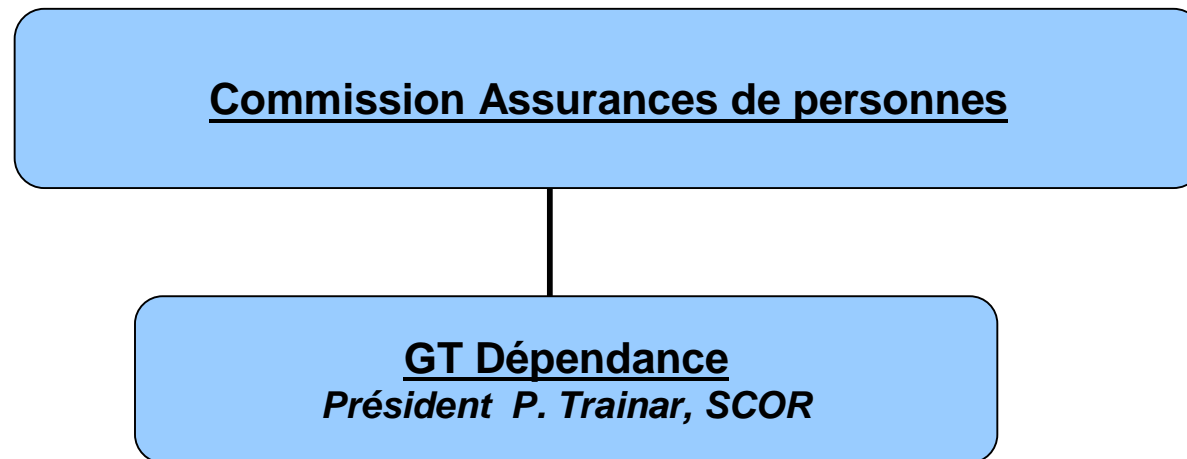 Commission Assurances de personnes
GT Dépendance
Président P. Trainar, SCOR